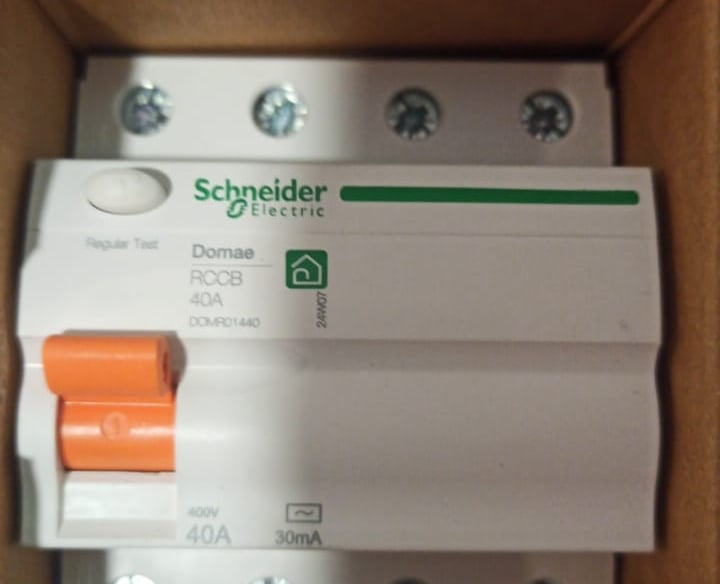 Schneider
Electric
Regular Test
Domae
RCCB
40A
DOMR01440
24W07
400V
40A
30mA